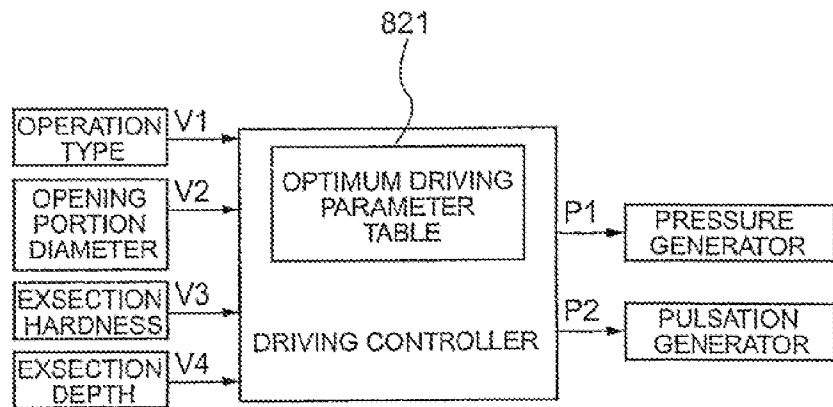 821
OPERATION
TYPE
V1
OPENING
PORTION
DIAMETER
V2
EXSECTION
HARDNESS
V3
EXSECTION
DEPTH
V4
OPTIMUM DRIVING
PARAMETER
TABLE
DRIVING CONTROLLER
P1
PRESSURE
GENERATOR
P2
PULSATION
GENERATOR